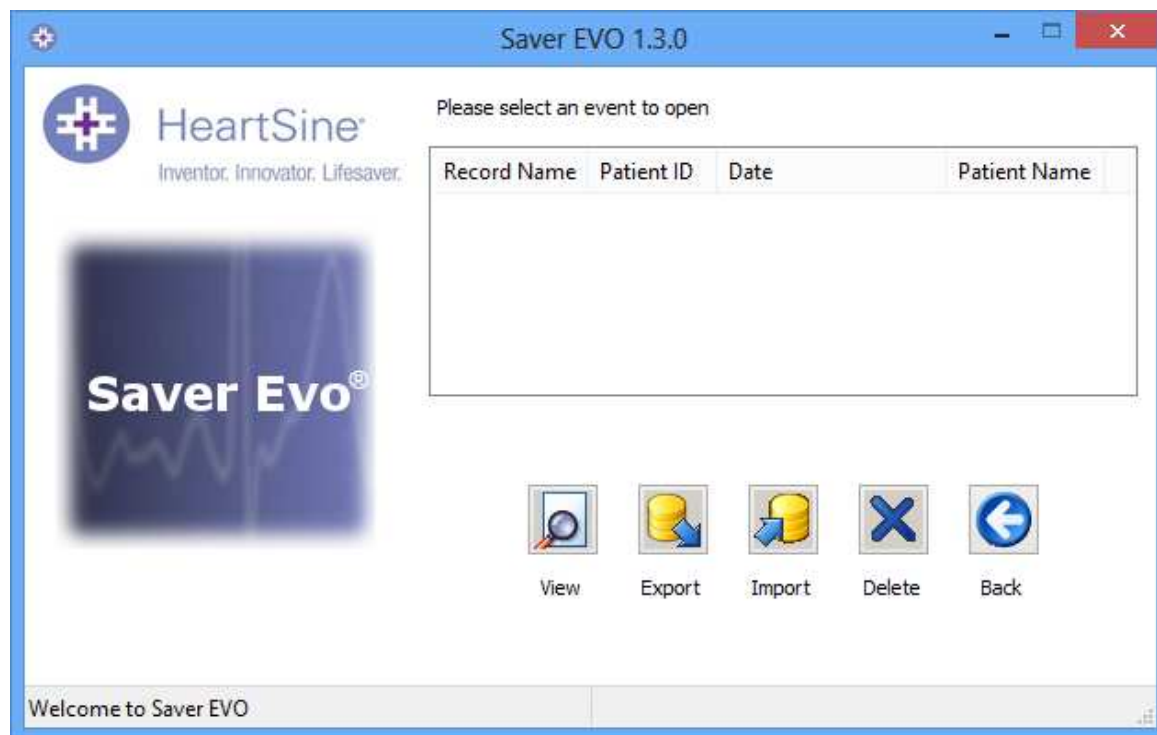 Saver EVO 1.3.0
HeartSine®
Inventor. Innovator. Lifesaver.
Please select an event to open
Record Name Patient ID Date Patient Name
Saver Evo®
View Export Import Delete Back
Welcome to Saver EVO